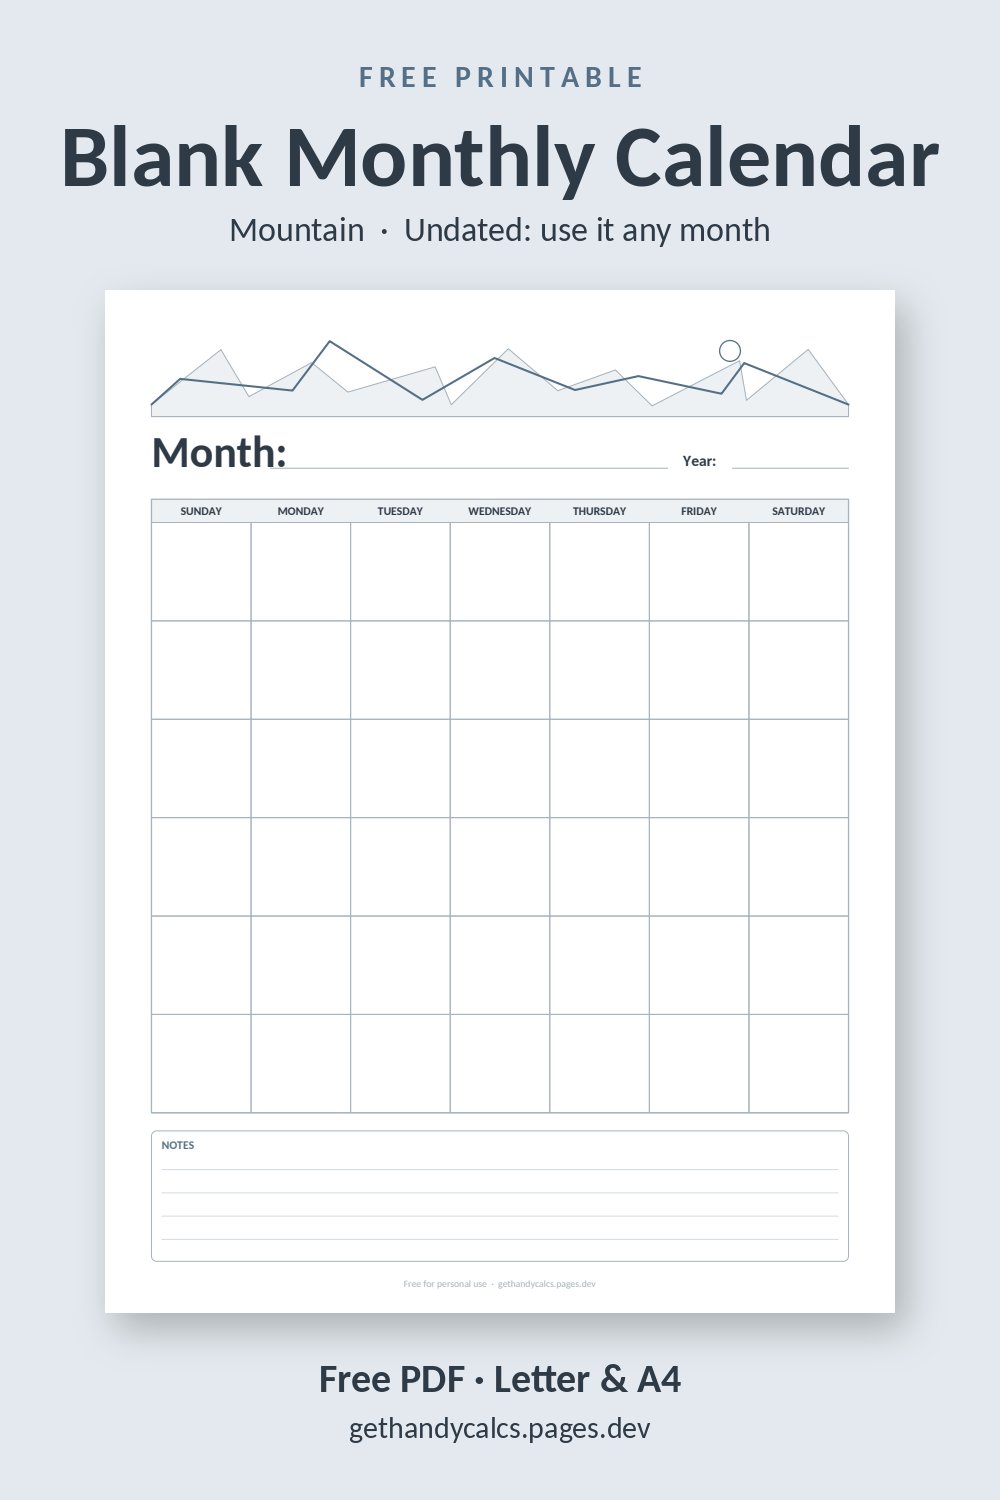 FREE PRINTABLE
Blank Monthly Calendar
Mountain · Undated: use it any month
Month: Year:
SUNDAY MONDAY TUESDAY WEDNESDAY THURSDAY FRIDAY SATURDAY
NOTES
Free for personal use · gethandycalcs.pages.dev
Free PDF · Letter & A4
gethandycalcs.pages.dev